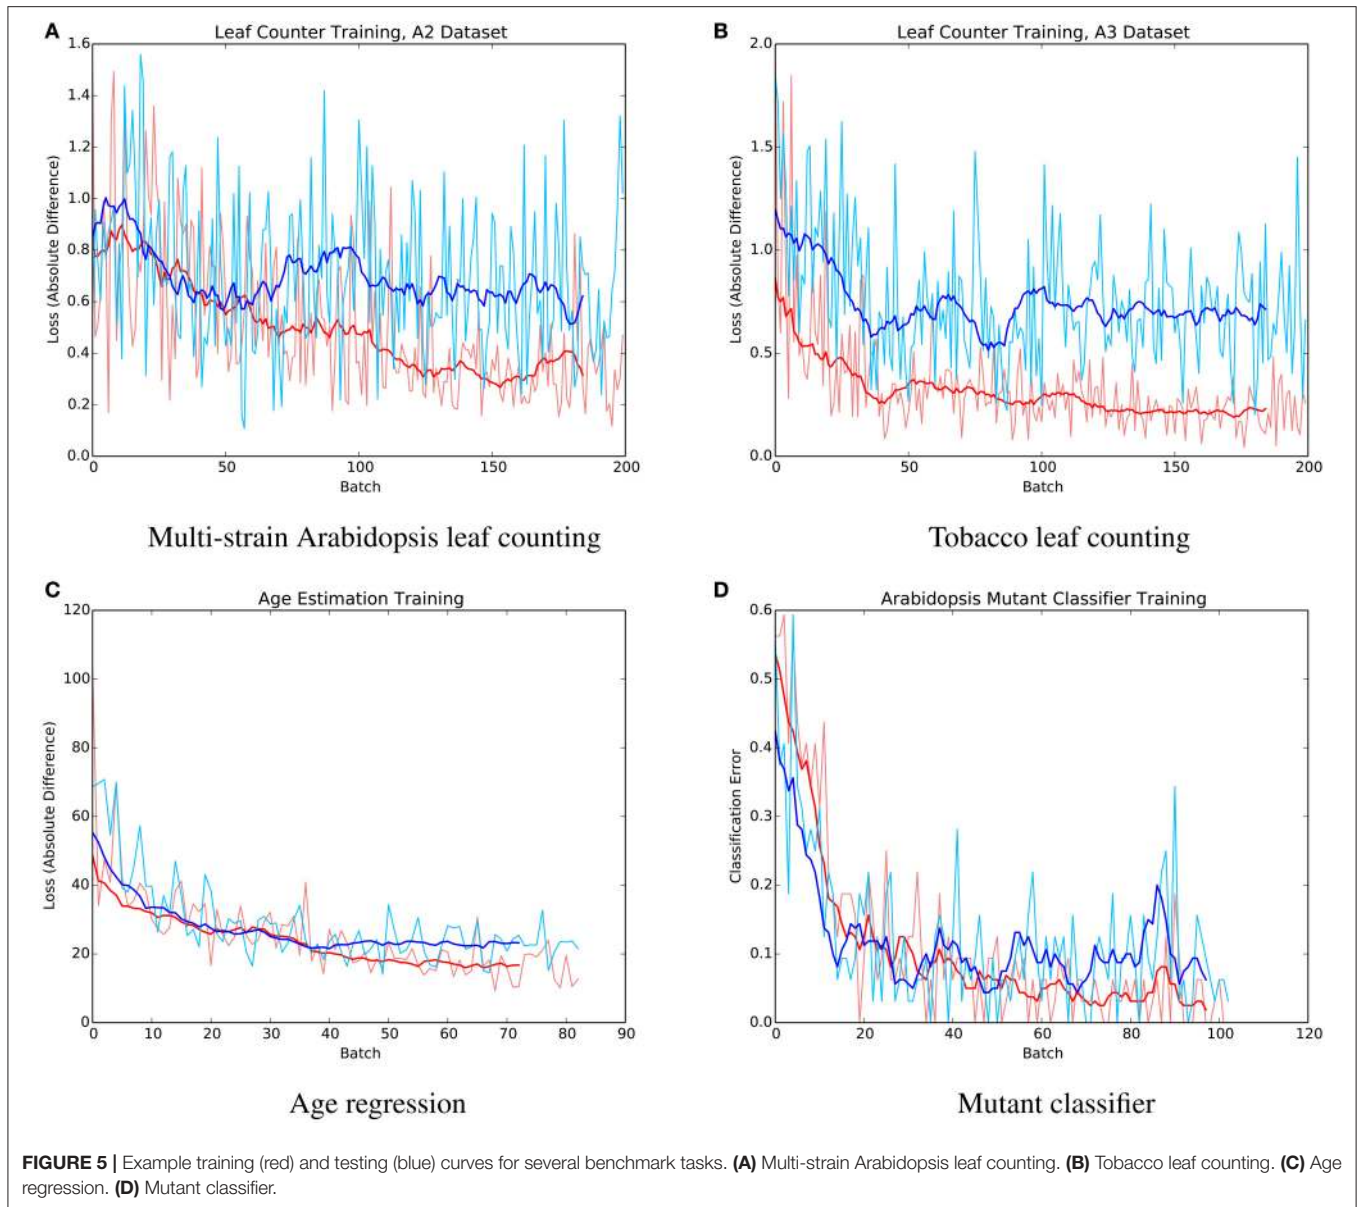 A
Leaf Counter Training, A2 Dataset
1.6
1.4
1.2
1.0
0.8
0.6
0.4
0.2
0.0
Loss (Absolute Difference)
0 50 100 150 200
Batch
Multi-strain Arabidopsis leaf counting
B
Leaf Counter Training, A3 Dataset
2.0
1.5
1.0
0.5
0.0
Loss (Absolute Difference)
0 50 100 150 200
Batch
Tobacco leaf counting
C
Age Estimation Training
120
100
80
60
40
20
0
Loss (Absolute Difference)
0 10 20 30 40 50 60 70 80 90
Batch
Age regression
D
Arabidopsis Mutant Classifier Training
0.6
0.5
0.4
0.3
0.2
0.1
0.0
Classification Error
0 20 40 60 80 100 120
Batch
Mutant classifier
FIGURE 5 | Example training (red) and testing (blue) curves for several benchmark tasks. (A) Multi-strain Arabidopsis leaf counting. (B) Tobacco leaf counting. (C) Age
regression. (D) Mutant classifier.